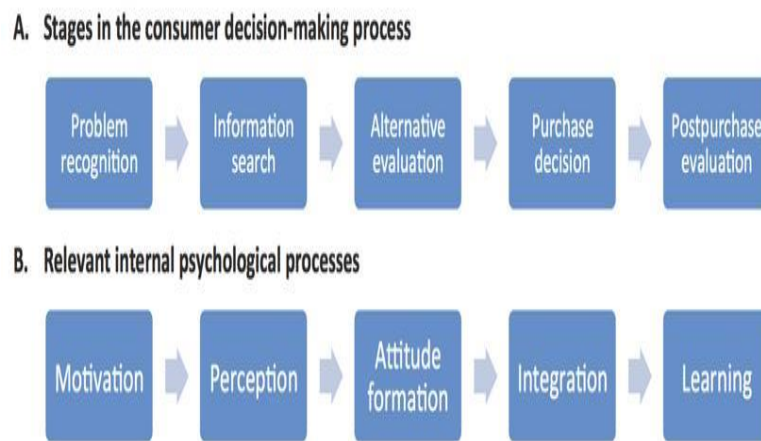 A. Stages in the consumer decision-making process
Problem
recognition
Information
search
Alternative
evaluation
Purchase
decision
Postpurchase
evaluation
B. Relevant internal psychological processes
Motivation
Perception
Attitude
formation
Integration
Learning